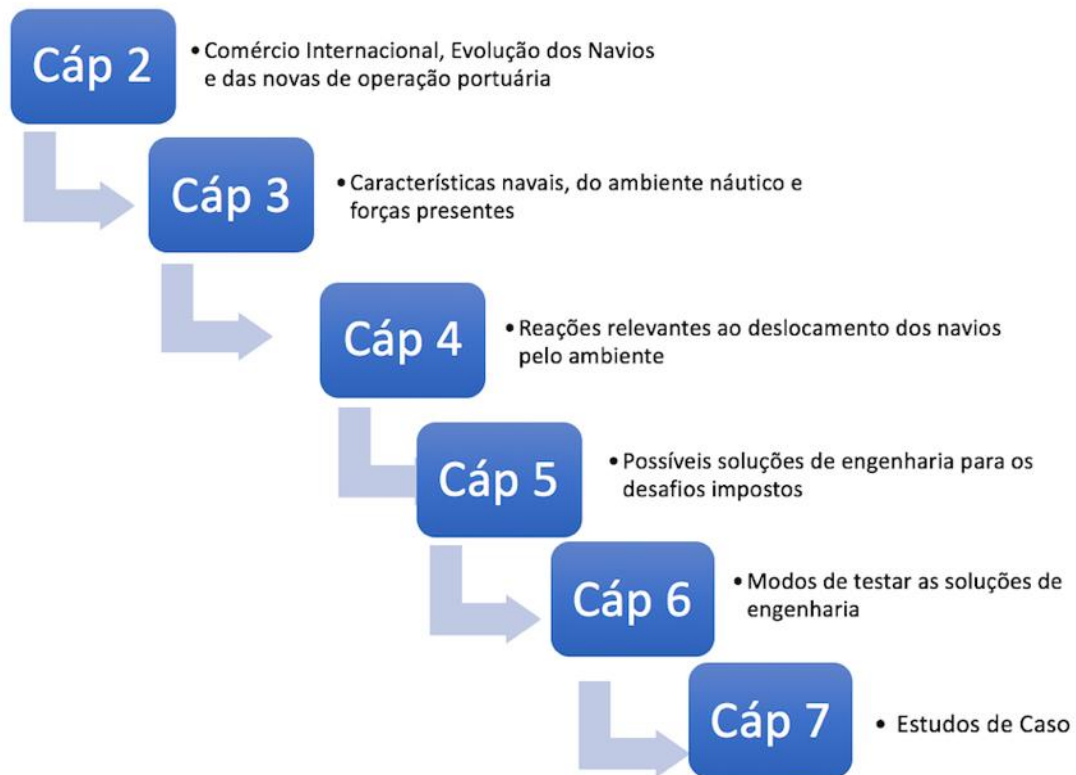 Cáp 2
• Comércio Internacional, Evolução dos Navios
e das novas de operação portuária
Cáp 3
• Características navais, do ambiente náutico e
forças presentes
Cáp 4
• Reações relevantes ao deslocamento dos navios
pelo ambiente
Cáp 5
• Possíveis soluções de engenharia para os
desafios impostos
Cáp 6
• Modos de testar as soluções de
engenharia
Cáp 7
• Estudos de Caso